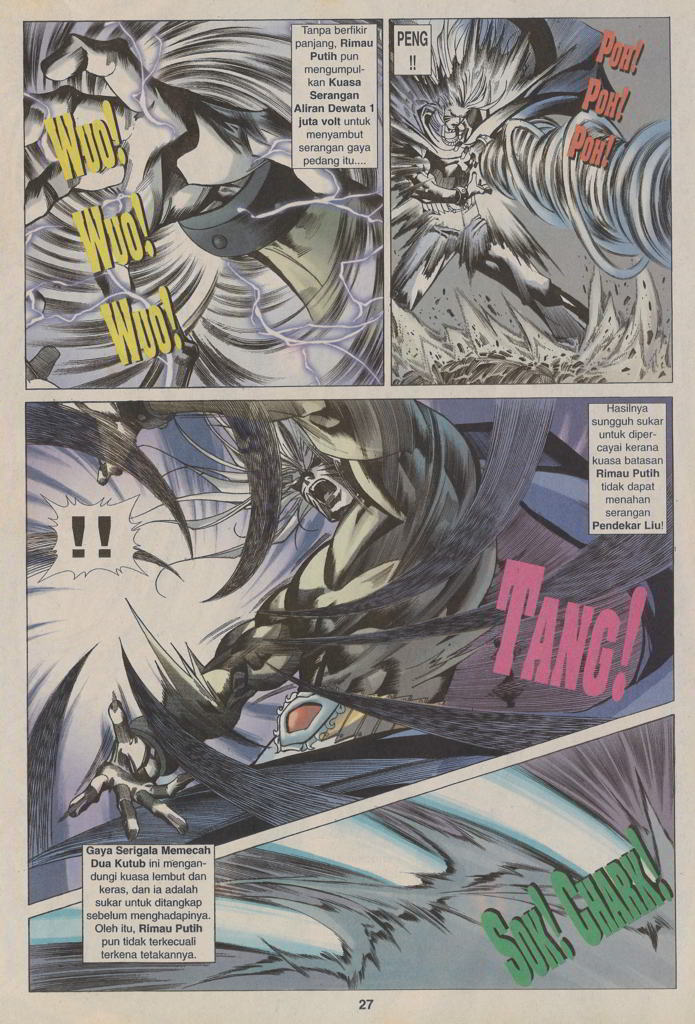 Tanpa berfikir
panjang, Rimau
Putih pun
mengumpul-
kan Kuasa
Serangan
Aliran Dewata 1
juta volt untuk
menyambut
serangan gaya
pedang itu....
WUO!
WUO!
WUO!
PENG
!!
POH!
POH!
POH!
Hasilnya
sungguh sukar
untuk diper-
cayai kerana
kuasa batasan
Rimau Putih
tidak dapat
menahan
serangan
Pendekar Liu!
!!
TANG!
Gaya Serigala Memecah
Dua Kutub ini mengan-
dungi kuasa lembut dan
keras, dan ia adalah
sukar untuk ditangkap
sebelum menghadapinya.
Oleh itu, Rimau Putih
pun tidak terkecuali
terkena tetakannya.
SOK! CHARK!
27